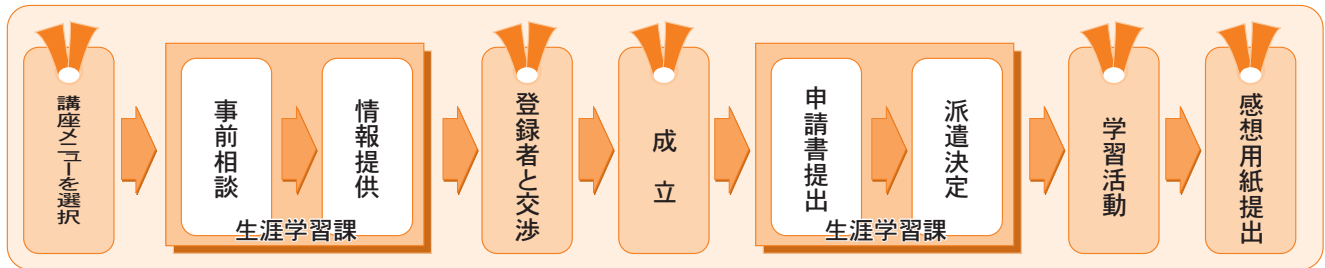 講座メニューを選択
事前相談
情報提供
生涯学習課
登録者と交渉
成立
申請書提出
派遣決定
生涯学習課
学習活動
感想用紙提出